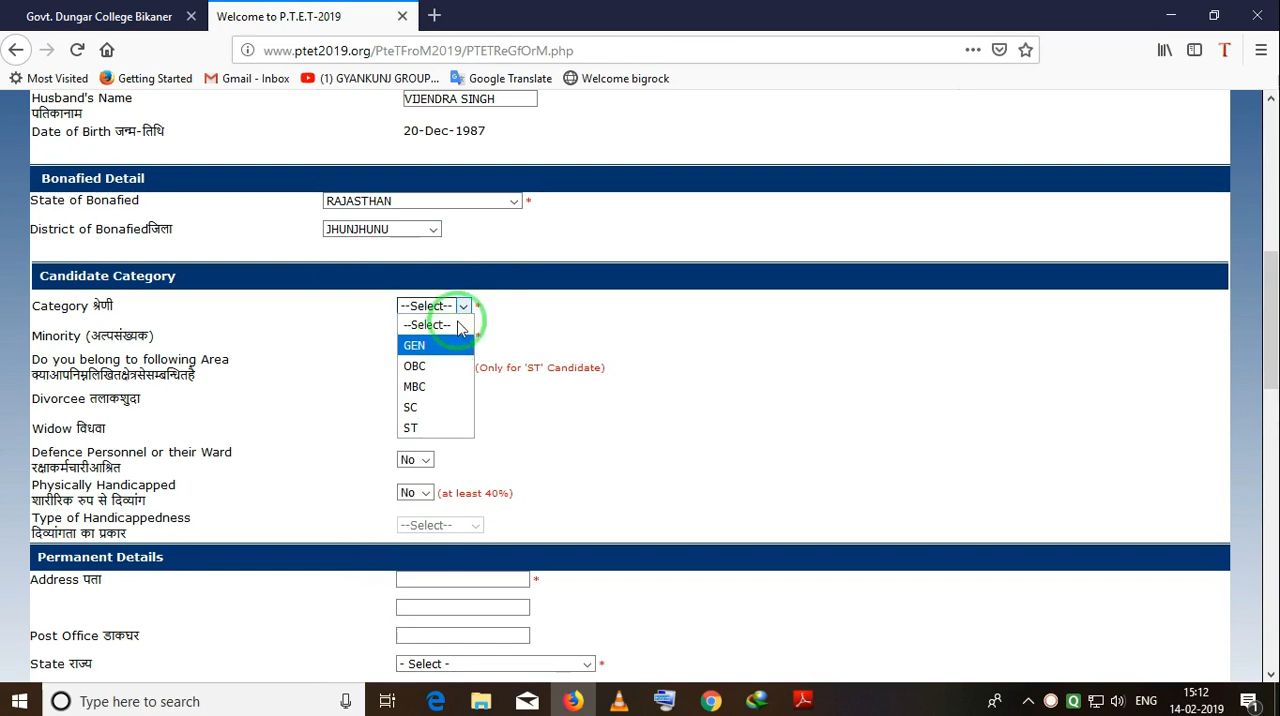 Govt. Dungar College Bikaner
Welcome to P.T.E.T-2019
www.ptet2019.org/PteTFroM2019/PTETReGfOrM.php
Most Visited Getting Started Gmail - Inbox (1) GYANKUNJ GROUP... Google Translate Welcome bigrock
Husband's Name VIJENDRA SINGH
पतिकानाम
Date of Birth जन्म-तिथि 20-Dec-1987
Bonafied Detail
State of Bonafied RAJASTHAN *
District of Bonafiedजिला JHUNJHUNU
Candidate Category
Category श्रेणी --Select-- *
--Select--
Minority (अल्पसंख्यक) *
GEN
Do you belong to following Area
OBC (Only for 'ST' Candidate)
क्याआपनिम्नलिखितक्षेत्रसेसम्बन्धितहै
MBC
Divorcee तलाकशुदा
SC
Widow विधवा ST
Defence Personnel or their Ward
रक्षाकर्मचारीआश्रित No
Physically Handicapped
शारीरिक रुप से दिव्यांग No (at least 40%)
Type of Handicappedness
दिव्यांगता का प्रकार --Select--
Permanent Details
Address पता *
Post Office डाकघर
State राज्य - Select - *
Type here to search
ENG
15:12
14-02-2019
1